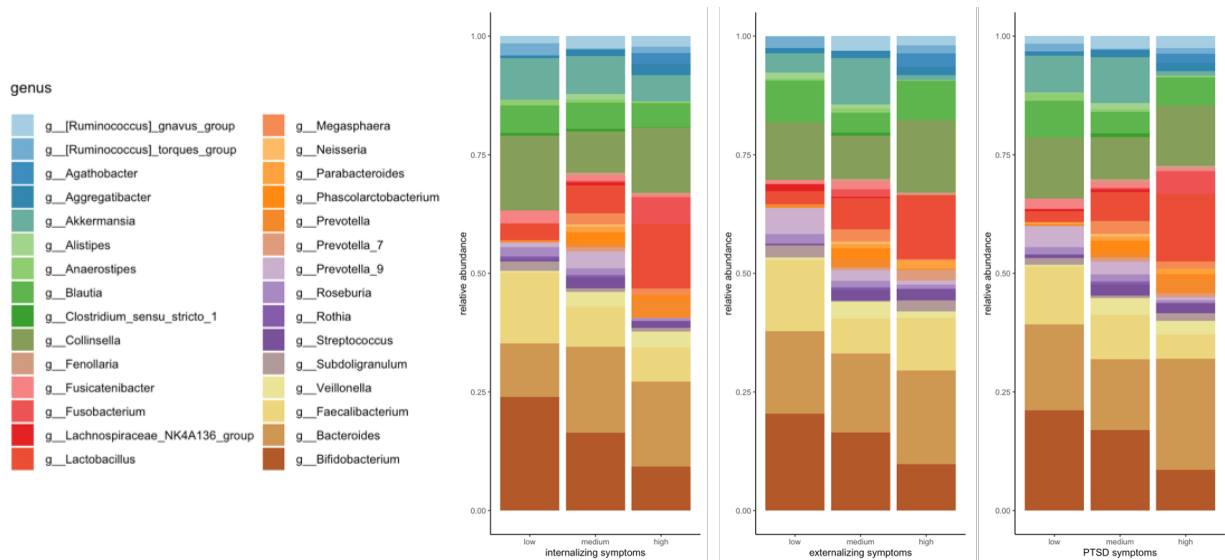 genus
g__[Ruminococcus]_gnavus_group
g__[Ruminococcus]_torques_group
g__Agathobacter
g__Aggregatibacter
g__Akkermansia
g__Alistipes
g__Anaerostipes
g__Blautia
g__Clostridium_sensu_stricto_1
g__Collinsella
g__Fenollaria
g__Fusicatenibacter
g__Fusobacterium
g__Lachnospiraceae_NK4A136_group
g__Lactobacillus
g__Megasphaera
g__Neisseria
g__Parabacteroides
g__Phascolarctobacterium
g__Prevotella
g__Prevotella_7
g__Prevotella_9
g__Roseburia
g__Rothia
g__Streptococcus
g__Subdoligranulum
g__Veillonella
g__Faecalibacterium
g__Bacteroides
g__Bifidobacterium
relative abundance
1.00
0.75
0.50
0.25
0.00
low medium high
internalizing symptoms
relative abundance
1.00
0.75
0.50
0.25
0.00
low medium high
externalizing symptoms
relative abundance
1.00
0.75
0.50
0.25
0.00
low medium high
PTSD symptoms